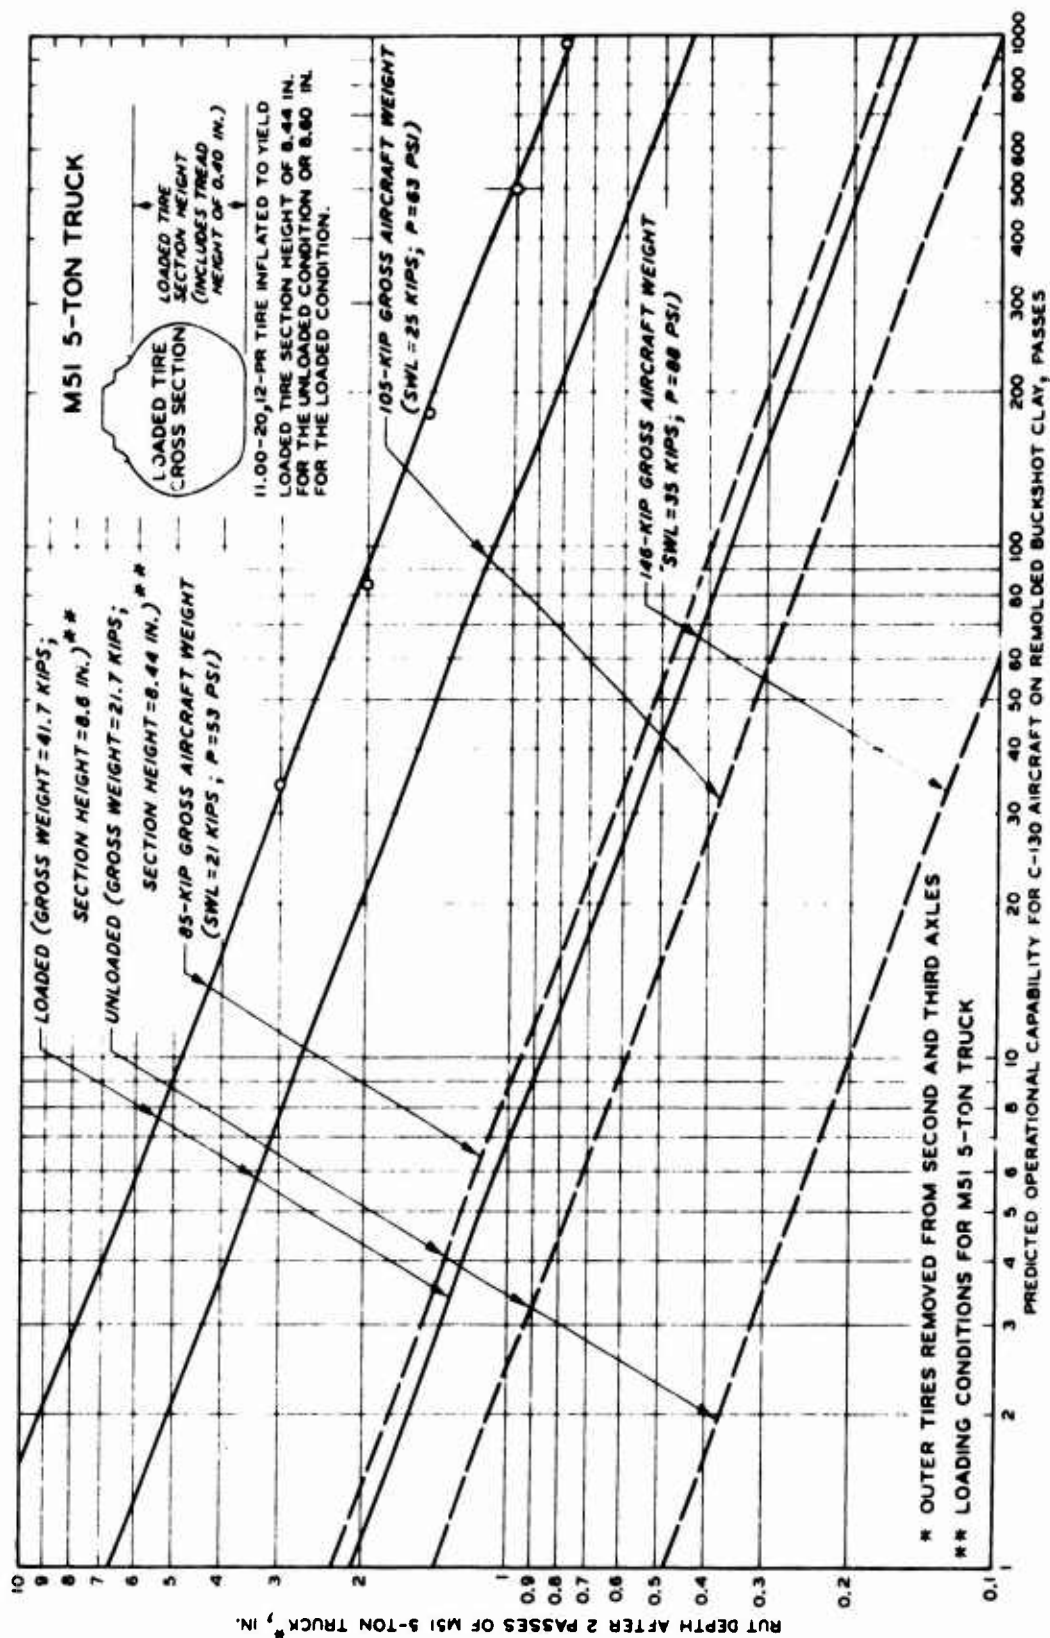 M51 5-TON TRUCK
LOADED TIRE
CROSS SECTION
LOADED TIRE
SECTION HEIGHT
(INCLUDES TREAD
HEIGHT OF 0.40 IN.)
11.00-20, 12-PR TIRE INFLATED TO YIELD
LOADED TIRE SECTION HEIGHT OF 8.44 IN.
FOR THE UNLOADED CONDITION OR 8.60 IN.
FOR THE LOADED CONDITION.
LOADED (GROSS WEIGHT=41.7 KIPS;
SECTION HEIGHT=8.6 IN.)**
UNLOADED (GROSS WEIGHT=21.7 KIPS;
SECTION HEIGHT=8.44 IN.)**
85-KIP GROSS AIRCRAFT WEIGHT
(SWL=21 KIPS; P=53 PSI)
105-KIP GROSS AIRCRAFT WEIGHT
(SWL=25 KIPS; P=63 PSI)
146-KIP GROSS AIRCRAFT WEIGHT
SWL=35 KIPS; P=88 PSI)
* OUTER TIRES REMOVED FROM SECOND AND THIRD AXLES
** LOADING CONDITIONS FOR M51 5-TON TRUCK
RUT DEPTH AFTER 2 PASSES OF M51 5-TON TRUCK,* IN.
10
9
8
7
6
5
4
3
2
1
0.9
0.8
0.7
0.6
0.5
0.4
0.3
0.2
0.1
1 2 3 4 5 6 8 10 20 30 40 50 60 80 100 200 300 400 500 600 800 1000
PREDICTED OPERATIONAL CAPABILITY FOR C-130 AIRCRAFT ON REMOLDED BUCKSHOT CLAY, PASSES